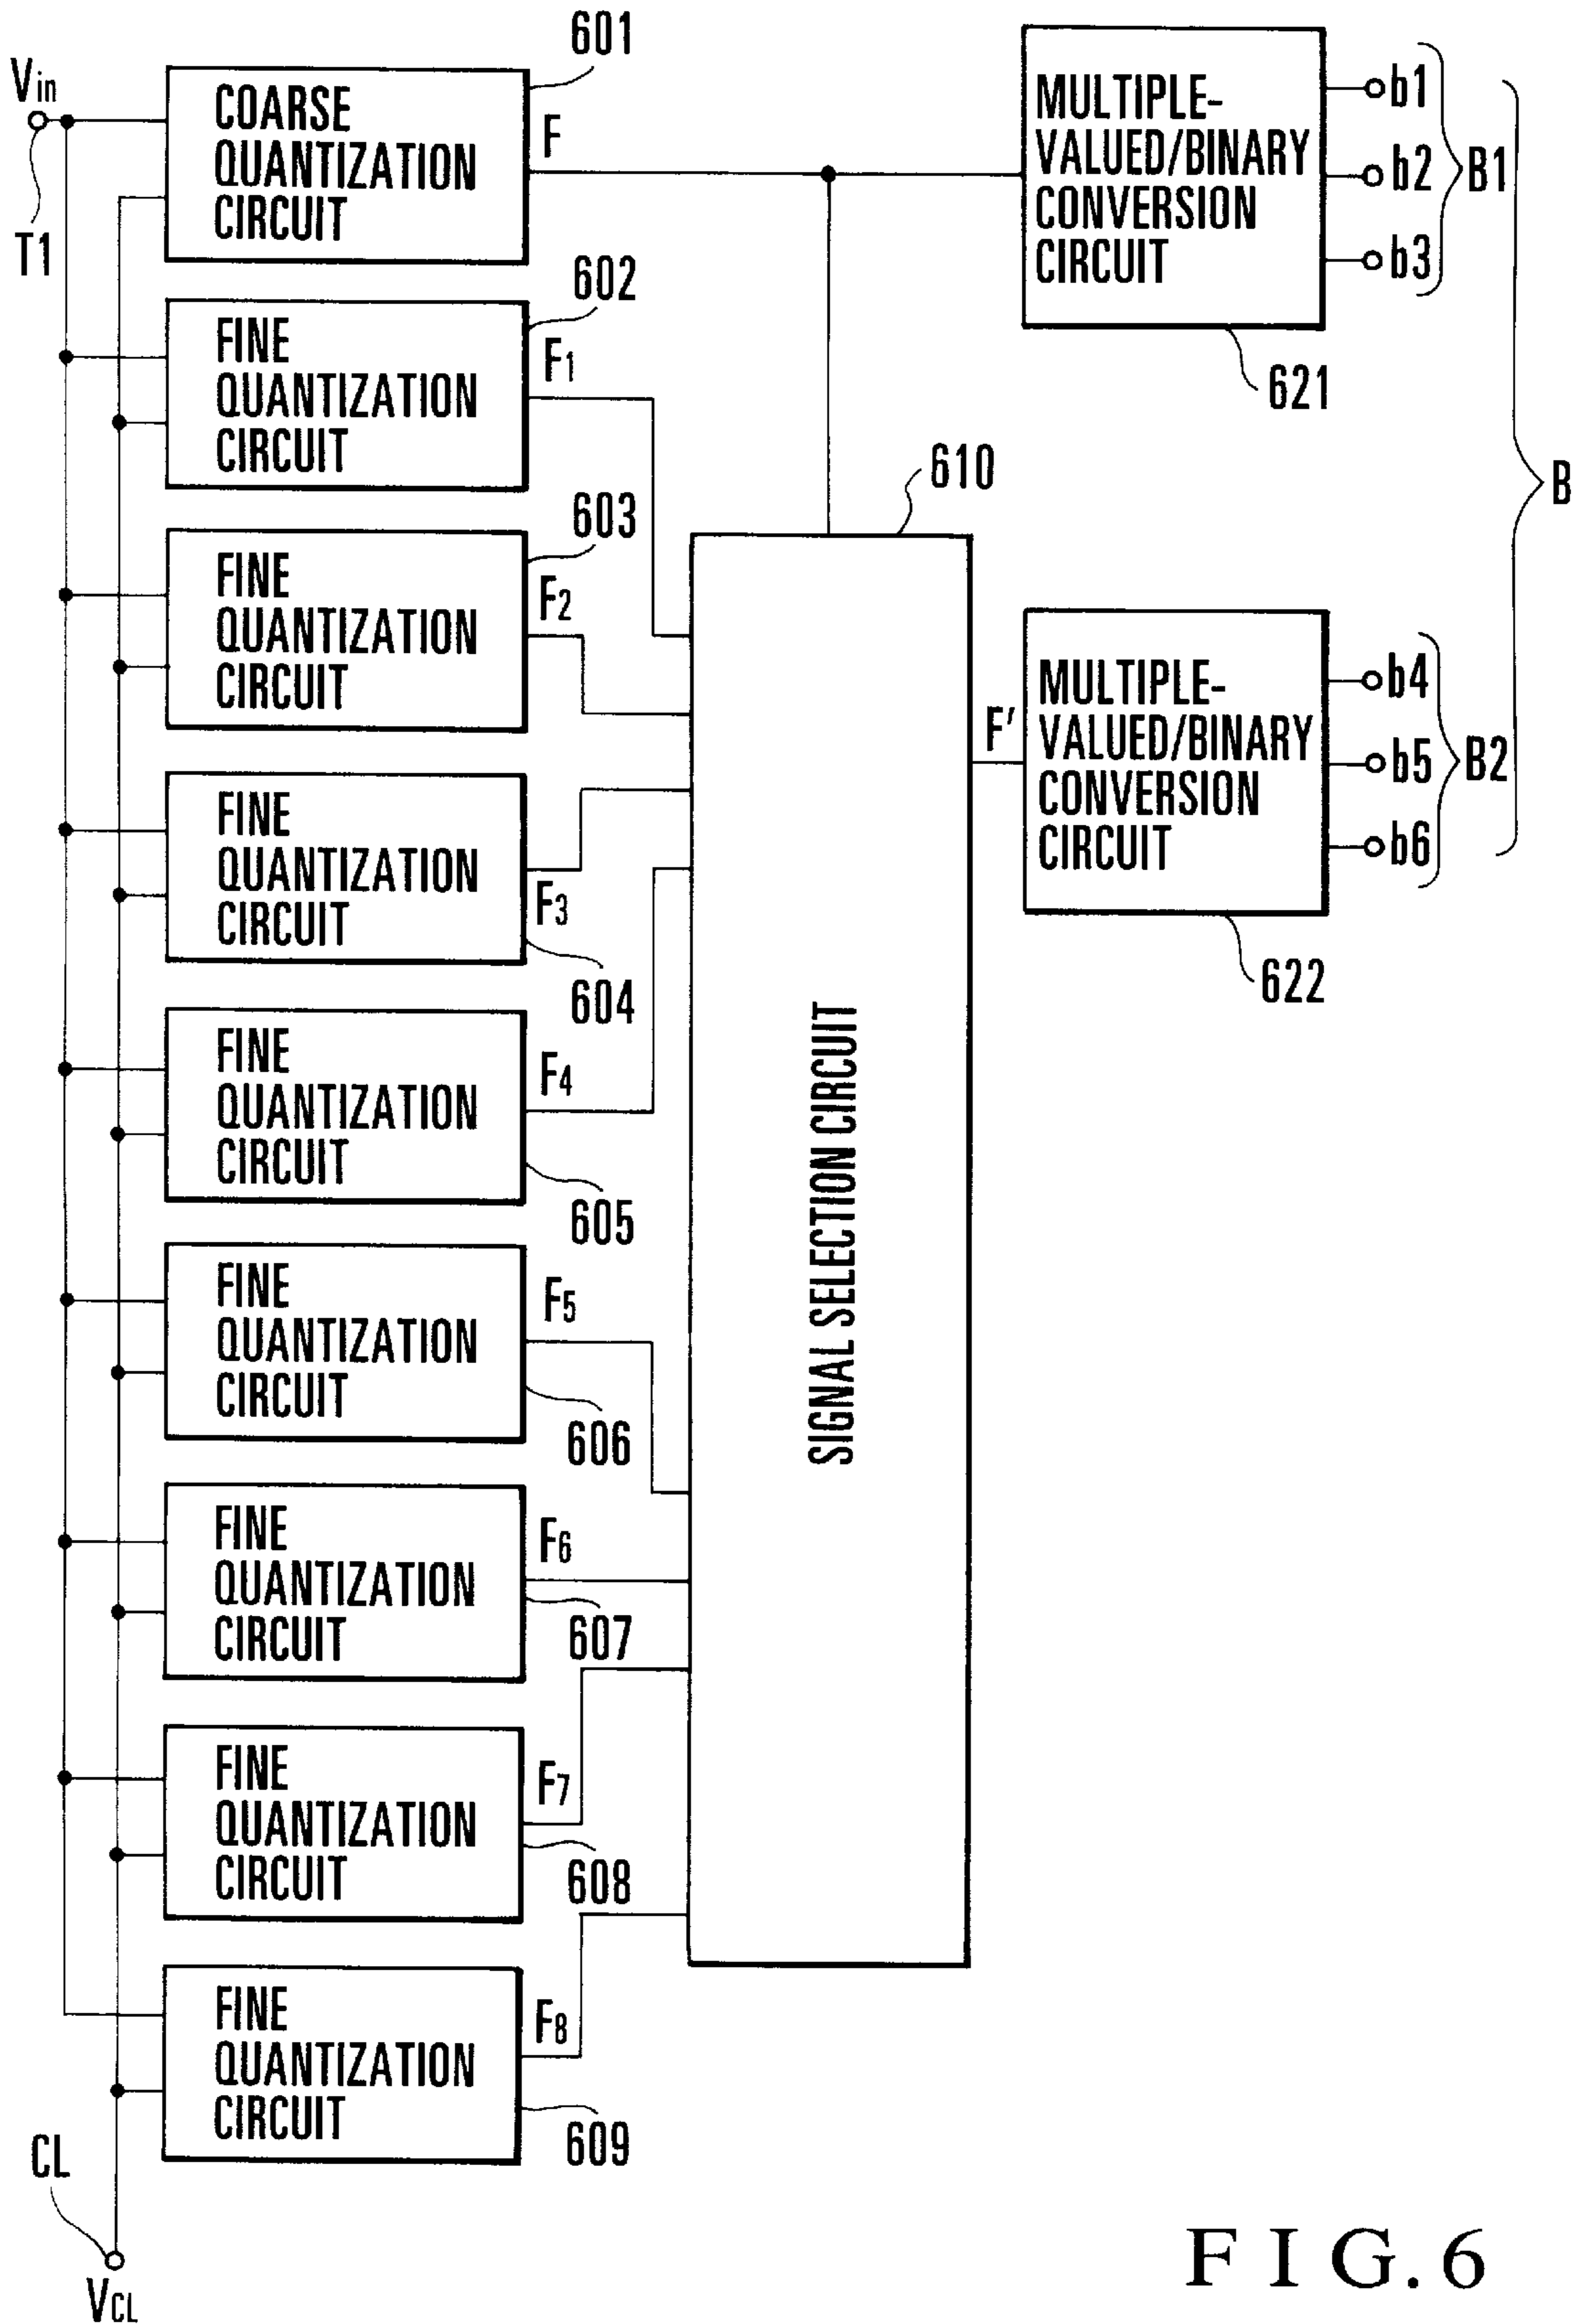 Vin
T1
COARSE
QUANTIZATION
CIRCUIT
601
F
FINE
QUANTIZATION
CIRCUIT
602
F1
FINE
QUANTIZATION
CIRCUIT
603
F2
FINE
QUANTIZATION
CIRCUIT
F3
604
FINE
QUANTIZATION
CIRCUIT
F4
605
FINE
QUANTIZATION
CIRCUIT
F5
606
FINE
QUANTIZATION
CIRCUIT
F6
607
FINE
QUANTIZATION
CIRCUIT
F7
608
FINE
QUANTIZATION
CIRCUIT
F8
609
CL
VCL
610
SIGNAL SELECTION CIRCUIT
MULTIPLE-
VALUED/BINARY
CONVERSION
CIRCUIT
621
b1
b2
b3
B1
F'
MULTIPLE-
VALUED/BINARY
CONVERSION
CIRCUIT
622
b4
b5
b6
B2
B
FIG. 6